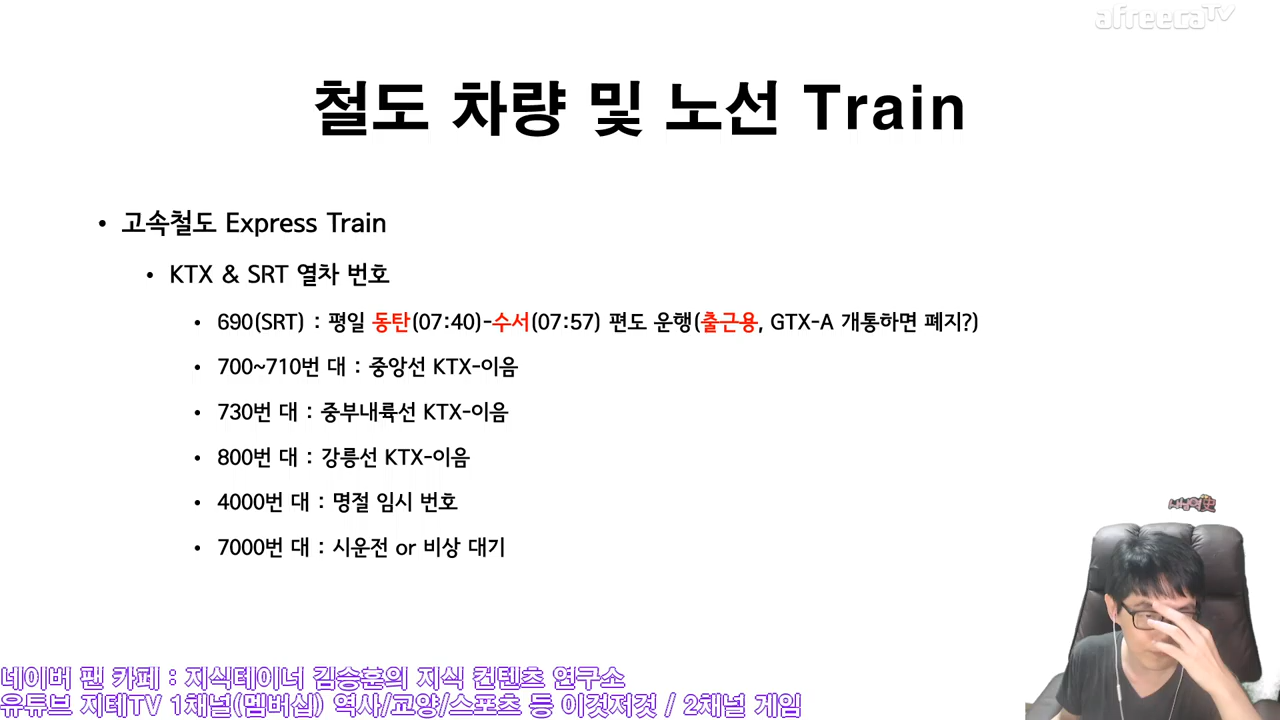 afreecaTV
철도 차량 및 노선 Train
• 고속철도 Express Train
• KTX & SRT 열차 번호
• 690(SRT) : 평일 동탄(07:40)-수서(07:57) 편도 운행(출근용, GTX-A 개통하면 폐지?)
• 700~710번 대 : 중앙선 KTX-이음
• 730번 대 : 중부내륙선 KTX-이음
• 800번 대 : 강릉선 KTX-이음
• 4000번 대 : 명절 임시 번호
• 7000번 대 : 시운전 or 비상 대기
네이버 팬 카페 : 지식테이너 김승훈의 지식 컨텐츠 연구소
유튜브 지테TV 1채널(멤버십) 역사/교양/스포츠 등 이것저것 / 2채널 게임